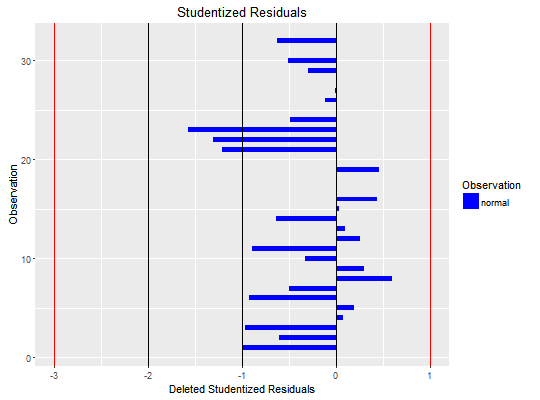 Studentized Residuals
30
20
10
0
Observation
-3
-2
-1
0
1
Deleted Studentized Residuals
Observation
normal